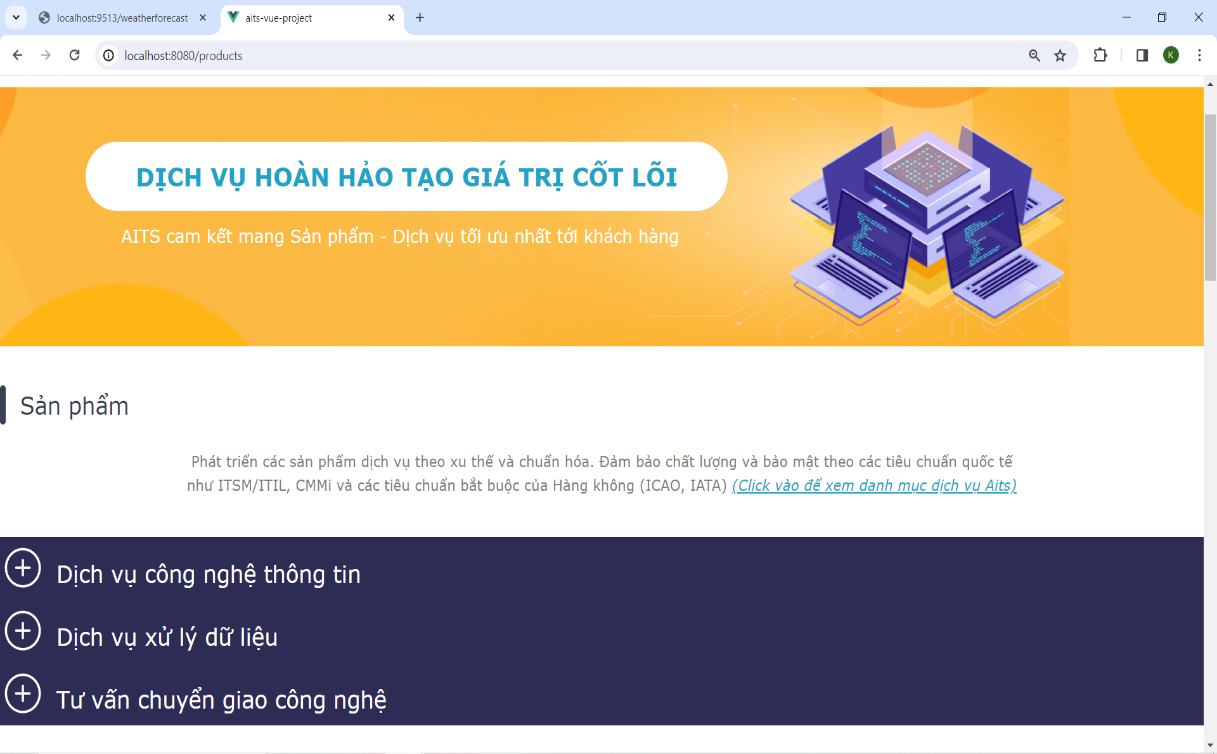 localhost:9513/weatherforecast
aits-vue-project
localhost:8080/products
K
DỊCH VỤ HOÀN HẢO TẠO GIÁ TRỊ CỐT LÕI
AITS cam kết mang Sản phẩm - Dịch vụ tối ưu nhất tới khách hàng
Sản phẩm
Phát triển các sản phẩm dịch vụ theo xu thế và chuẩn hóa. Đảm bảo chất lượng và bảo mật theo các tiêu chuẩn quốc tế
như ITSM/ITIL, CMMi và các tiêu chuẩn bắt buộc của Hàng không (ICAO, IATA) (Click vào để xem danh mục dịch vụ Aits)
Dịch vụ công nghệ thông tin
Dịch vụ xử lý dữ liệu
Tư vấn chuyển giao công nghệ